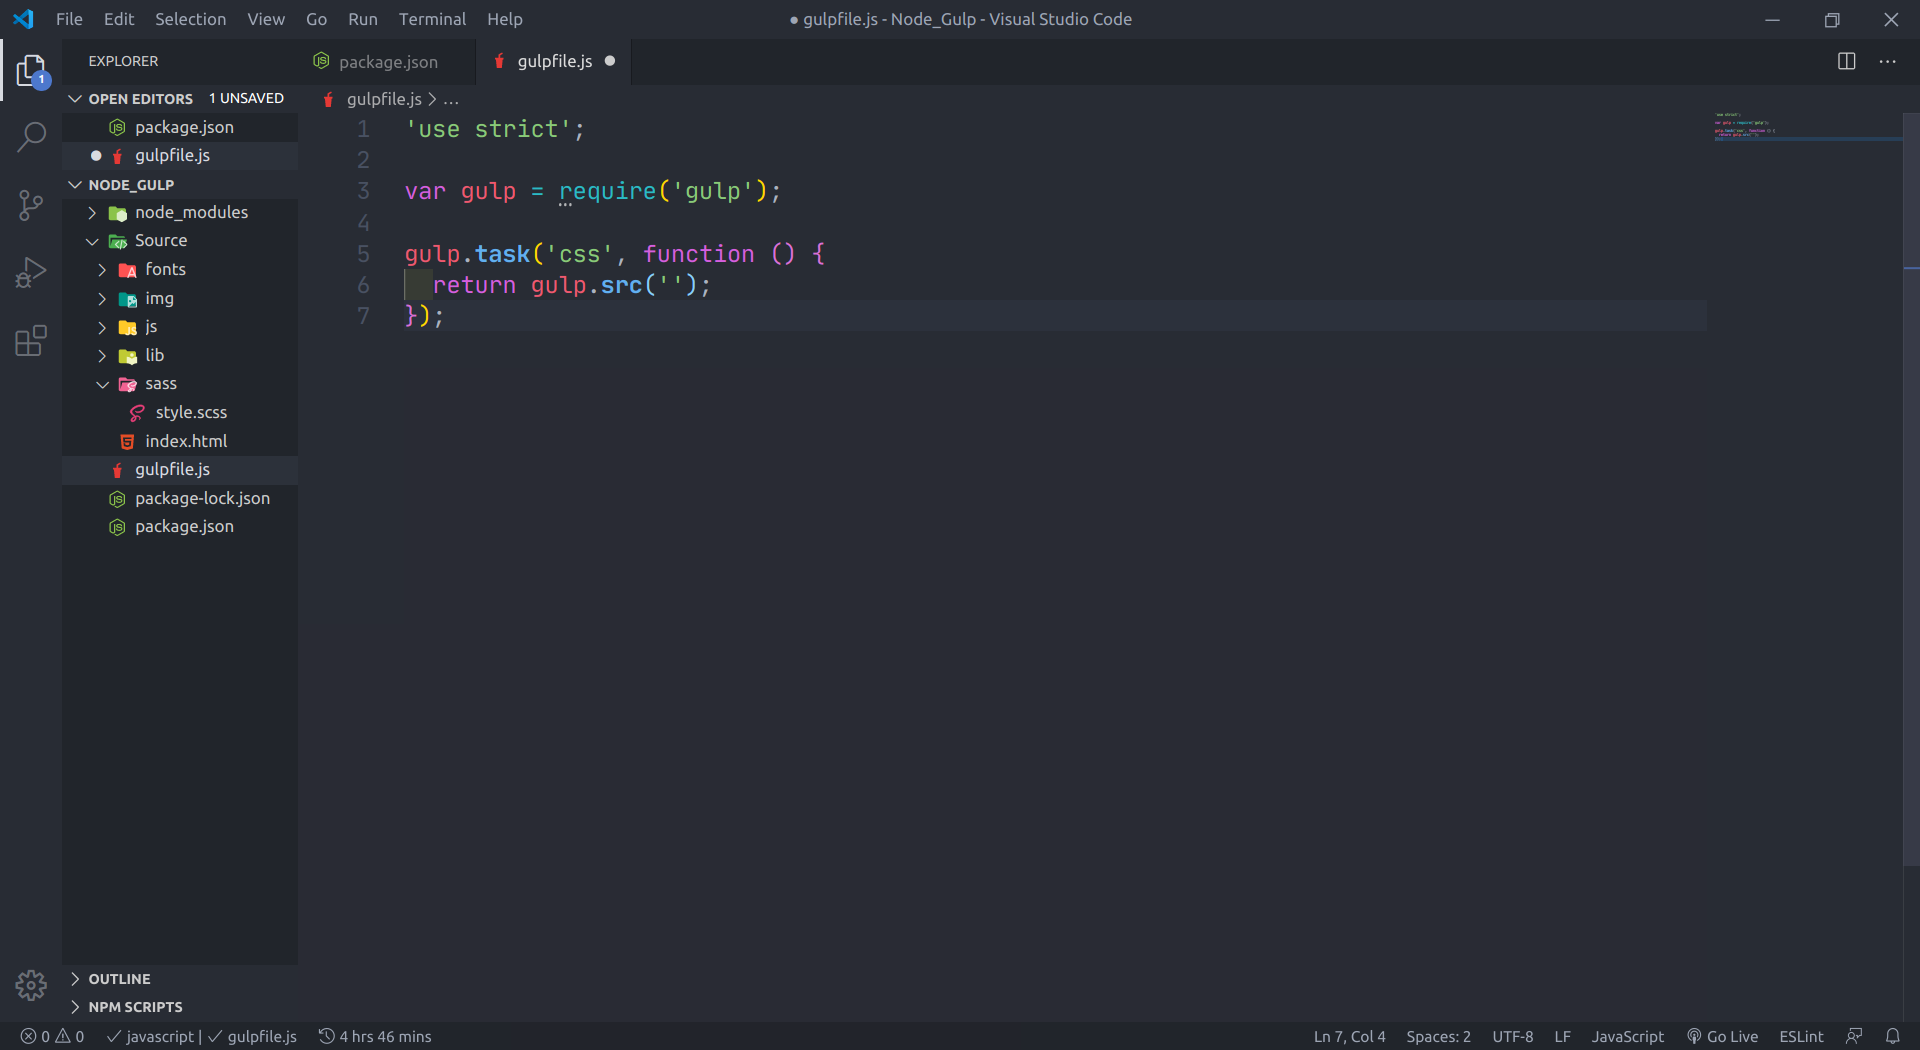 File Edit Selection View Go Run Terminal Help
● gulpfile.js - Node_Gulp - Visual Studio Code
1
EXPLORER
OPEN EDITORS 1 UNSAVED
package.json
gulpfile.js
NODE_GULP
node_modules
Source
fonts
img
js
lib
sass
style.scss
index.html
gulpfile.js
package-lock.json
package.json
OUTLINE
NPM SCRIPTS
package.json gulpfile.js
gulpfile.js > ...
1 'use strict';
2
3 var gulp = require('gulp');
4
5 gulp.task('css', function () {
6 return gulp.src('');
7 });
0 0 javascript | gulpfile.js 4 hrs 46 mins
Ln 7, Col 4 Spaces: 2 UTF-8 LF JavaScript Go Live ESLint